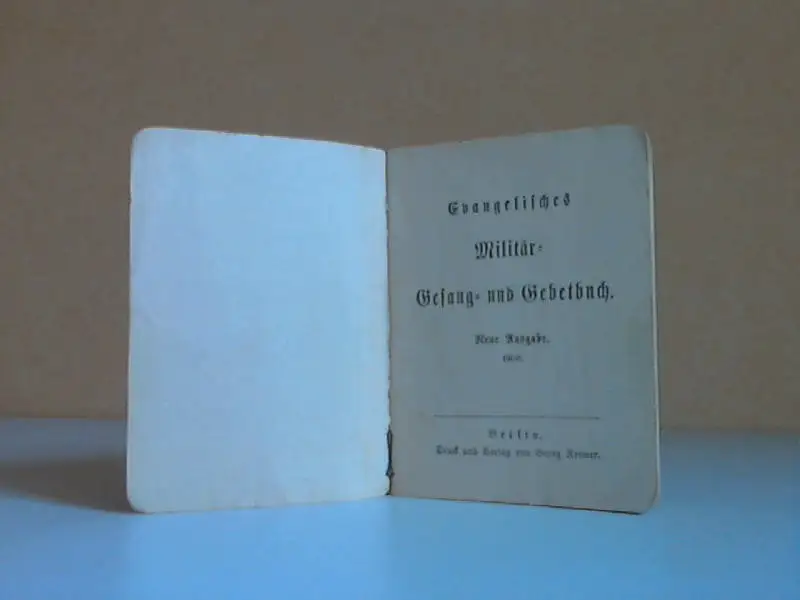 Evangelisches
Militär-
Gesang- und Gebetbuch.
Neue Ausgabe.
Berlin.
Druck und Verlag von Georg Reimer.